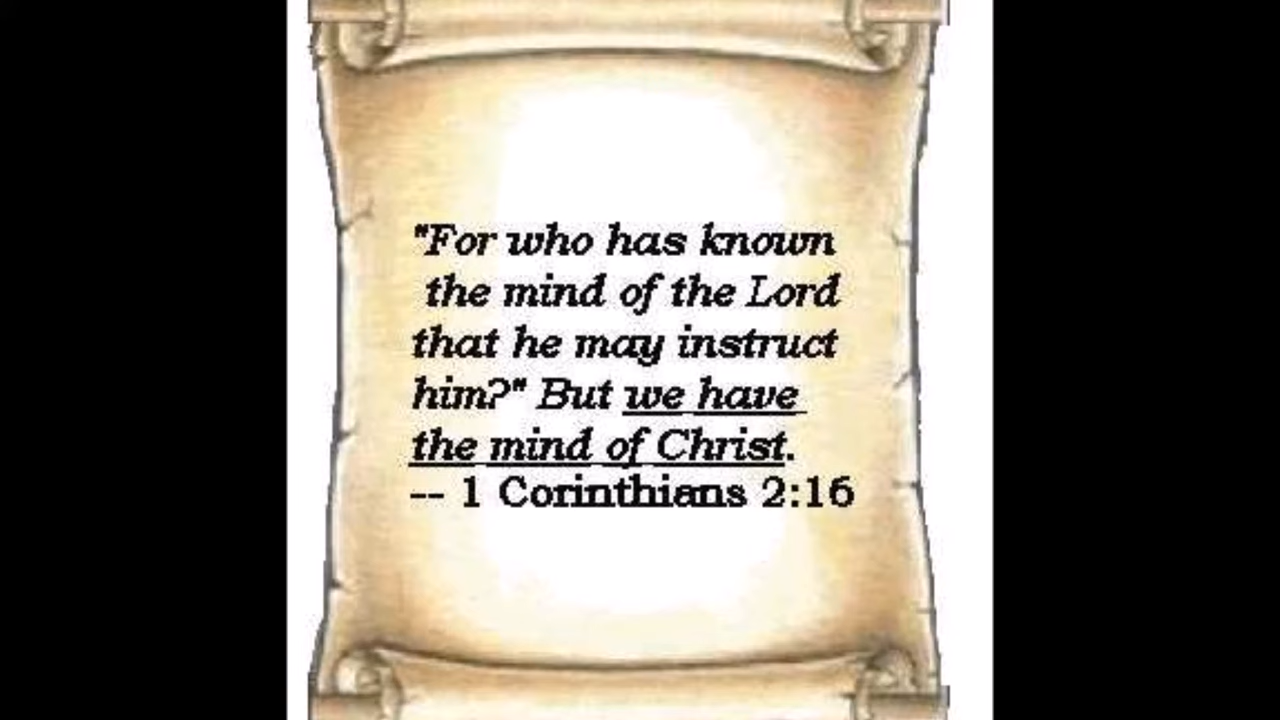 "For who has known
the mind of the Lord
that he may instruct
him?" But we have
the mind of Christ.
-- 1 Corinthians 2:16